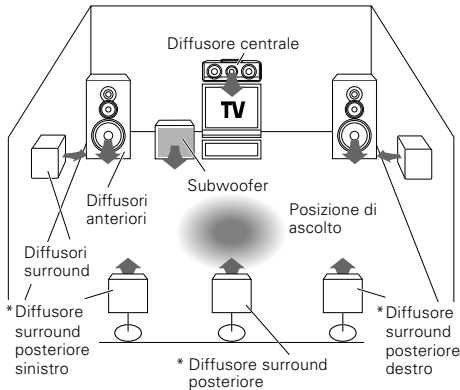 Diffusore centrale
TV
Subwoofer
Diffusori
anteriori
Posizione di
ascolto
Diffusori
surround
* Diffusore
surround
posteriore
sinistro
* Diffusore surround
posteriore
* Diffusore
surround
posteriore
destro